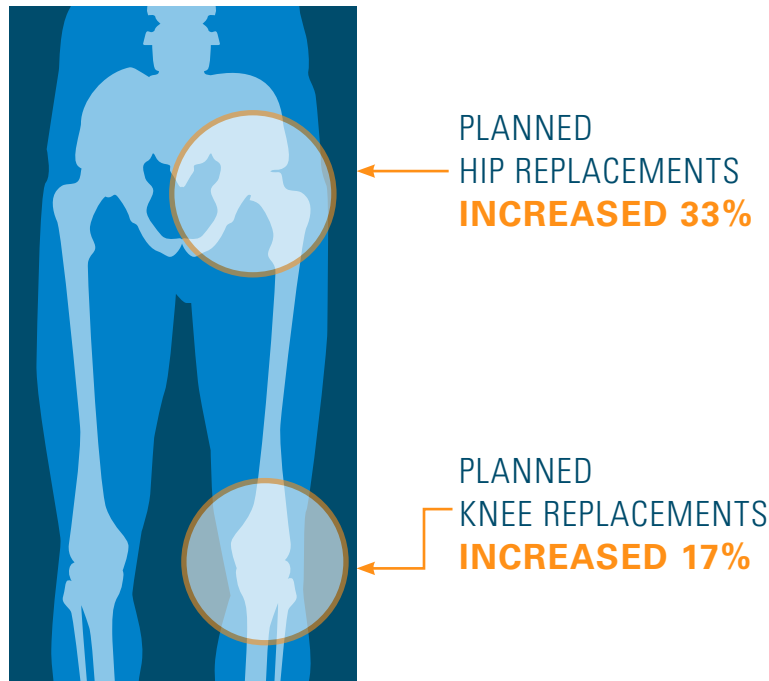 PLANNED
HIP REPLACEMENTS
INCREASED 33%
PLANNED
KNEE REPLACEMENTS
INCREASED 17%